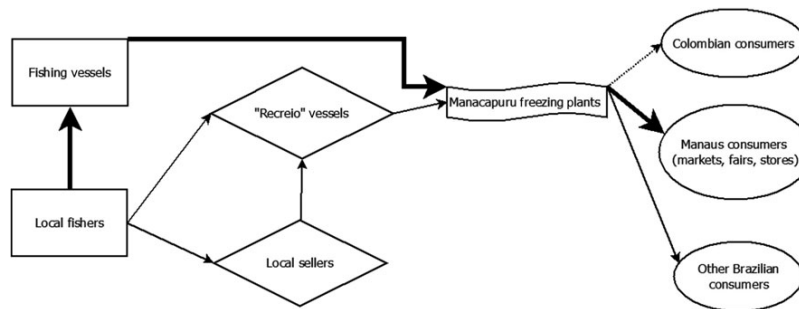 Fishing vessels
Local fishers
"Recreio" vessels
Local sellers
Manacapuru freezing plants
Colombian consumers
Manaus consumers
(markets, fairs, stores)
Other Brazilian
consumers